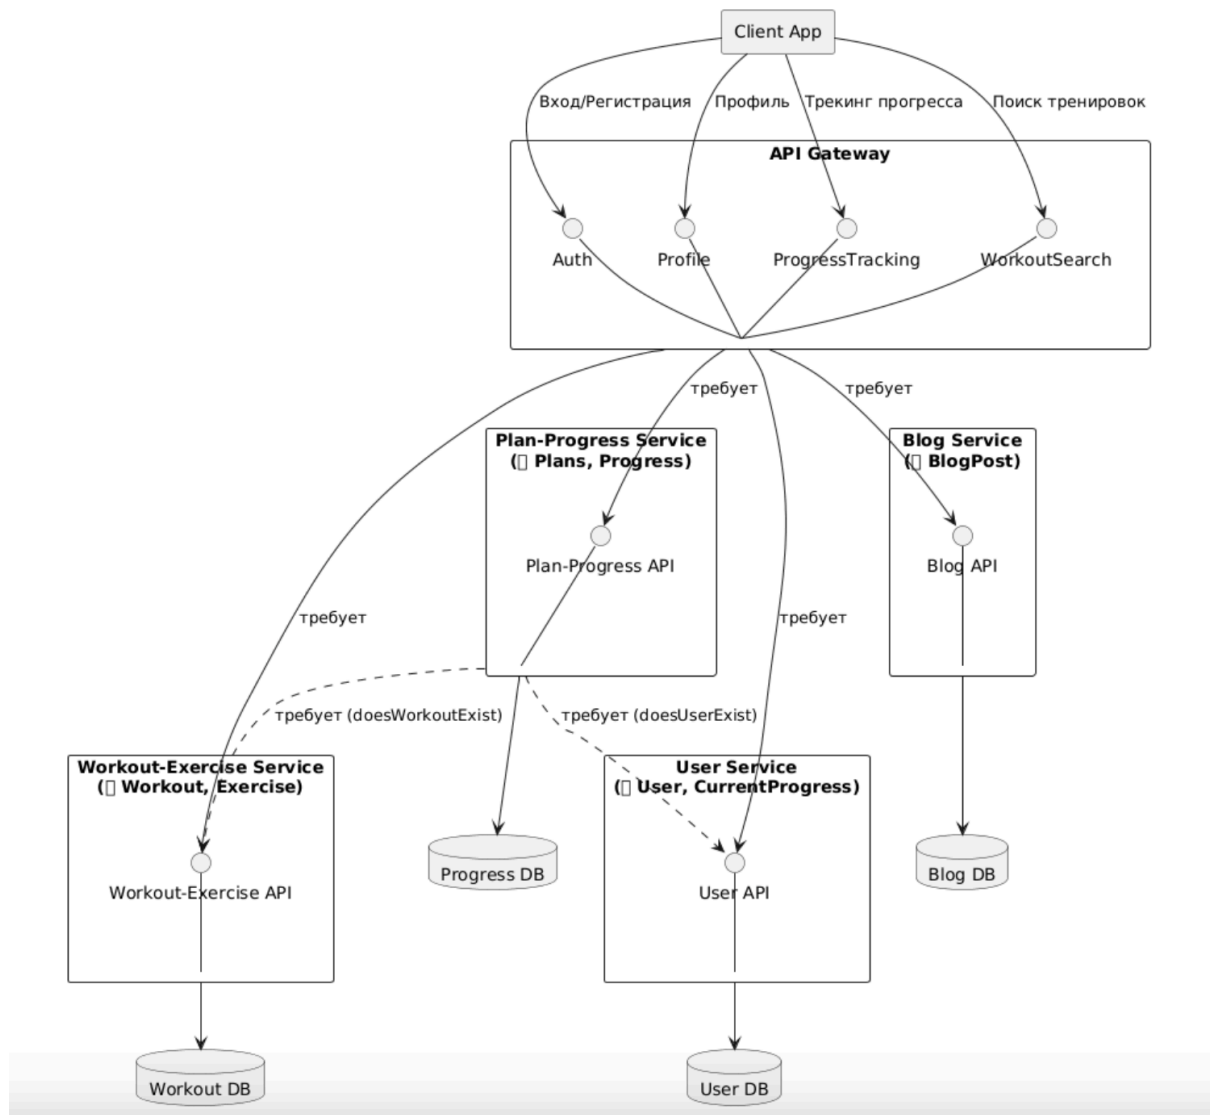 Client App
Вход/Регистрация
Профиль
Трекинг прогресса
Поиск тренировок
API Gateway
Auth
Profile
ProgressTracking
WorkoutSearch
требует
требует
Plan-Progress Service
(▯ Plans, Progress)
Blog Service
(▯ BlogPost)
Plan-Progress API
Blog API
требует
требует
требует (doesWorkoutExist)
требует (doesUserExist)
Workout-Exercise Service
(▯ Workout, Exercise)
User Service
(▯ User, CurrentProgress)
Progress DB
Blog DB
Workout-Exercise API
User API
Workout DB
User DB